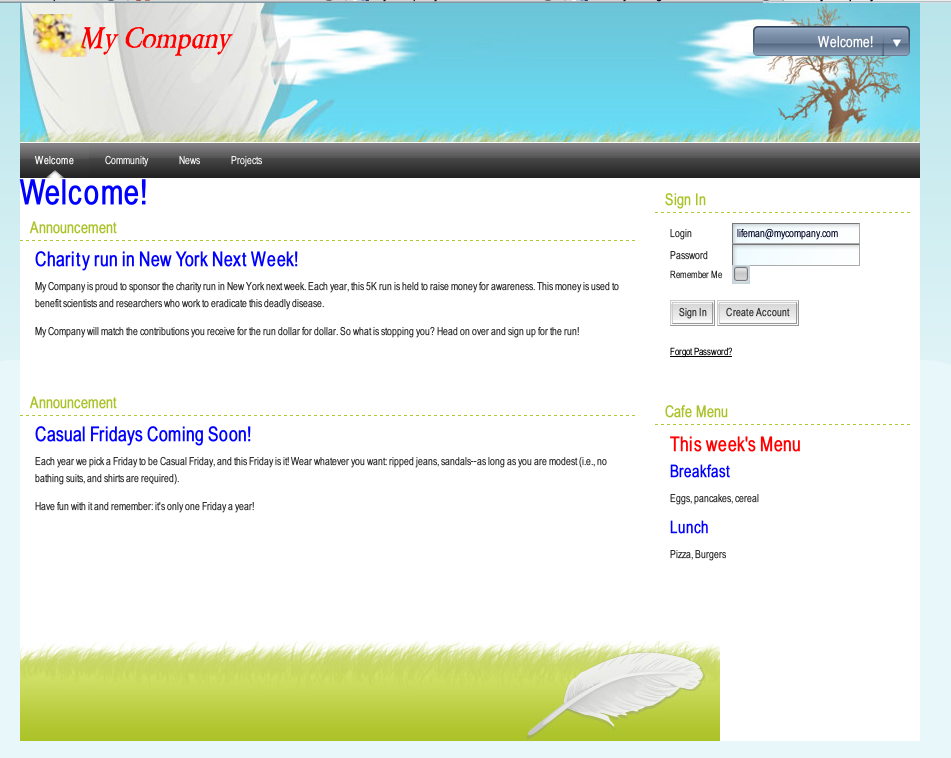 My Company
Welcome!
Welcome
Community
News
Projects
Welcome!
Announcement
Charity run in New York Next Week!
My Company is proud to sponsor the charity run in New York next week. Each year, this 5K run is held to raise money for awareness. This money is used to
benefit scientists and researchers who work to eradicate this deadly disease.
My Company will match the contributions you receive for the run dollar for dollar. So what is stopping you? Head on over and sign up for the run!
Announcement
Casual Fridays Coming Soon!
Each year we pick a Friday to be Casual Friday, and this Friday is it! Wear whatever you want: ripped jeans, sandals--as long as you are modest (i.e., no
bathing suits, and shirts are required).
Have fun with it and remember: it's only one Friday a year!
Sign In
Login
lifeman@mycompany.com
Password
Remember Me
Sign In
Create Account
Forgot Password?
Cafe Menu
This week's Menu
Breakfast
Eggs, pancakes, cereal
Lunch
Pizza, Burgers